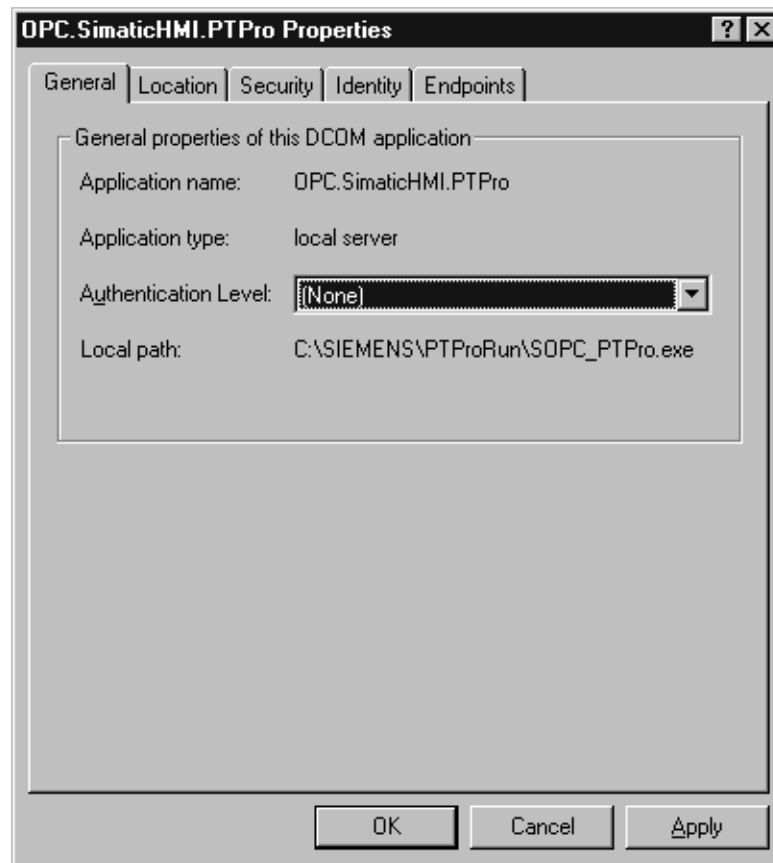 OPC.SimaticHMI.PTPro Properties
General Location Security Identity Endpoints
General properties of this DCOM application
Application name: OPC.SimaticHMI.PTPro
Application type: local server
Authentication Level: (None)
Local path: C:\SIEMENS\PTProRun\SOPC_PTPro.exe
OK Cancel Apply